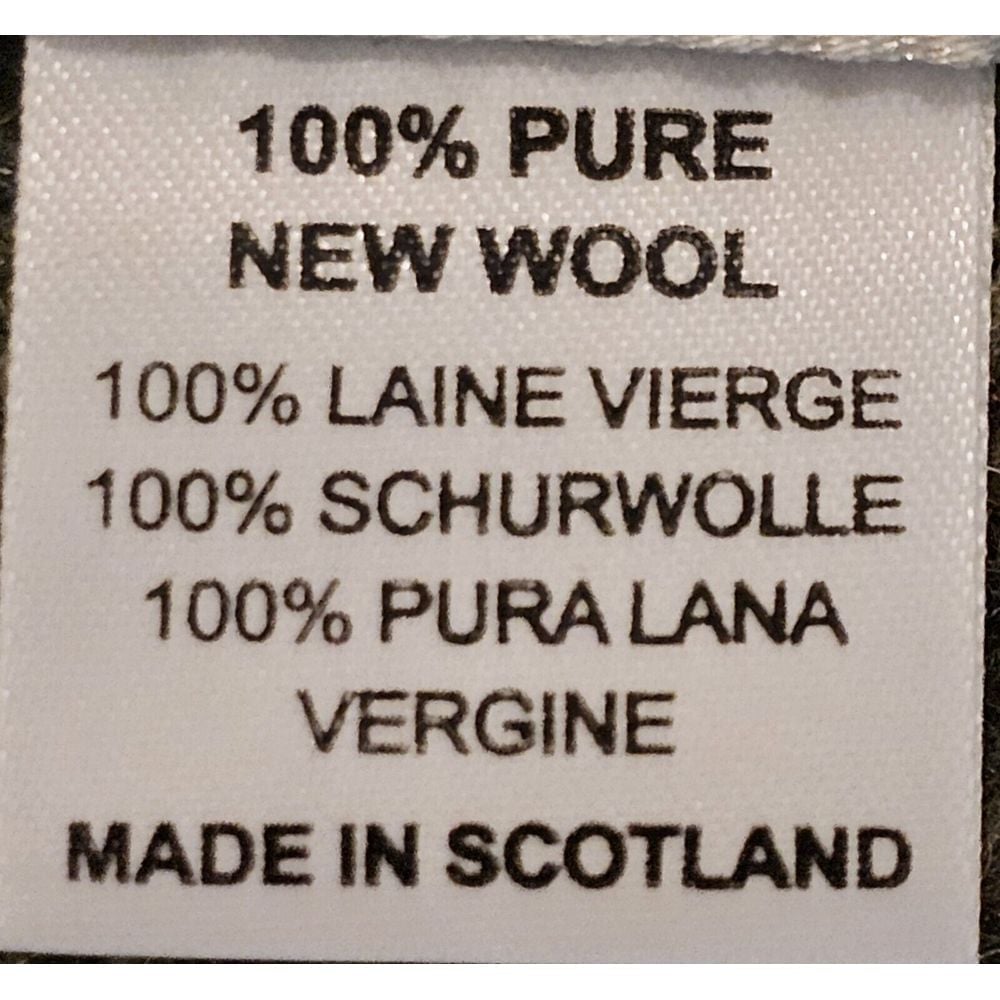 100% PURE
NEW WOOL
100% LAINE VIERGE
100% SCHURWOLLE
100% PURA LANA
VERGINE
MADE IN SCOTLAND